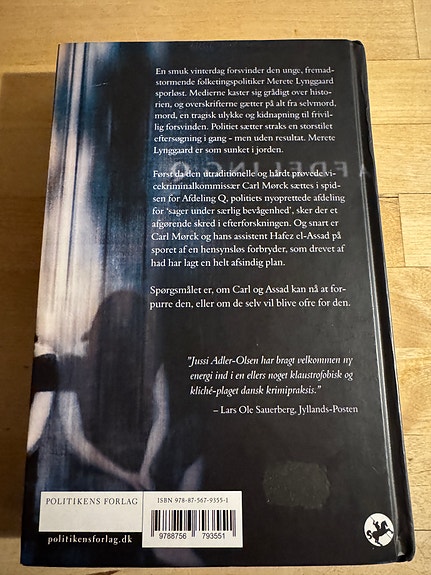 En smuk vinterdag forsvinder den unge, frem-
stormende folketingspolitiker Merete Lynggaard
sporløst. Medierne kaster sig grådigt over histo-
rien, og overskrifterne gætter på alt fra selvmord,
mord, en tragisk ulykke og kidnapning til frivil-
lig forsvinden. Politiet sætter straks en storstilet
eftersøgning i gang - men uden resultat. Merete
Lynggaard er som sunket i jorden.
AFDELING Q
Først da den utraditionelle og hårdt prøvede vi-
cekriminalkommissær Carl Mørck sættes i spid-
sen for Afdeling Q, politiets nyoprettede afdeling
for 'sager under særlig bevågenhed', sker der et
afgørende skred i efterforskningen. Og snart er
Carl Mørck og hans assistent Hafez el-Assad på
sporet af en hensynsløs forbryder, som drevet af
had har lagt en helt afsindig plan.
Spørgsmålet er, om Carl og Assad kan nå at for-
purre den, eller om de selv vil blive ofre for den.
"Jussi Adler-Olsen har bragt velkommen ny
energi ind i en ellers noget klaustrofobisk og
kliché-plaget dansk krimipraksis."
– Lars Ole Sauerberg, Jyllands-Posten
POLITIKENS FORLAG
politikensforlag.dk
ISBN 978-87-567-9355-1
9788756 793551